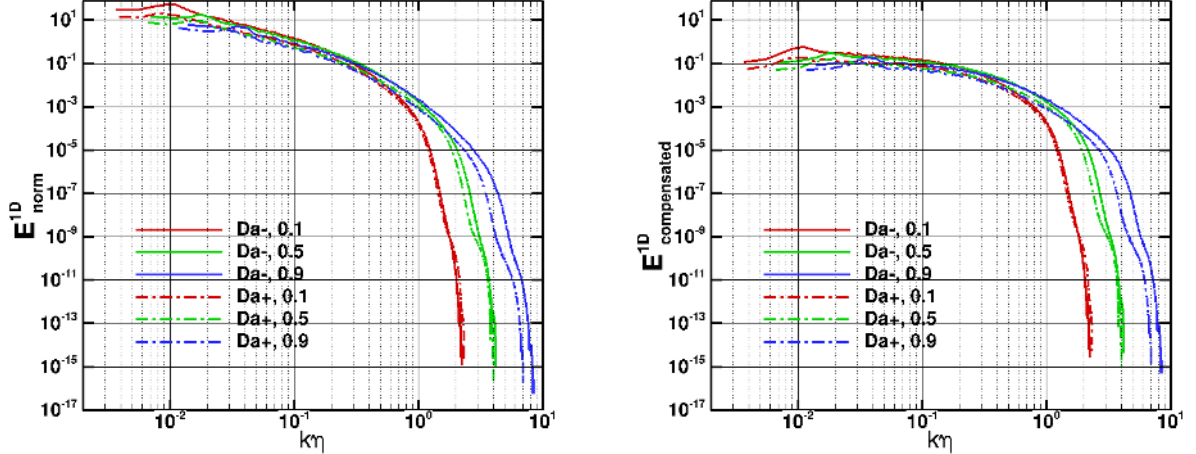 10^1
10^-1
10^-3
10^-5
10^-7
10^-9
10^-11
10^-13
10^-15
10^-17
E^1D_norm
Da-, 0.1
Da-, 0.5
Da-, 0.9
Da+, 0.1
Da+, 0.5
Da+, 0.9
10^-2
10^-1
10^0
10^1
kη
10^1
10^-1
10^-3
10^-5
10^-7
10^-9
10^-11
10^-13
10^-15
10^-17
E^1D_compensated
Da-, 0.1
Da-, 0.5
Da-, 0.9
Da+, 0.1
Da+, 0.5
Da+, 0.9
10^-2
10^-1
10^0
10^1
kη